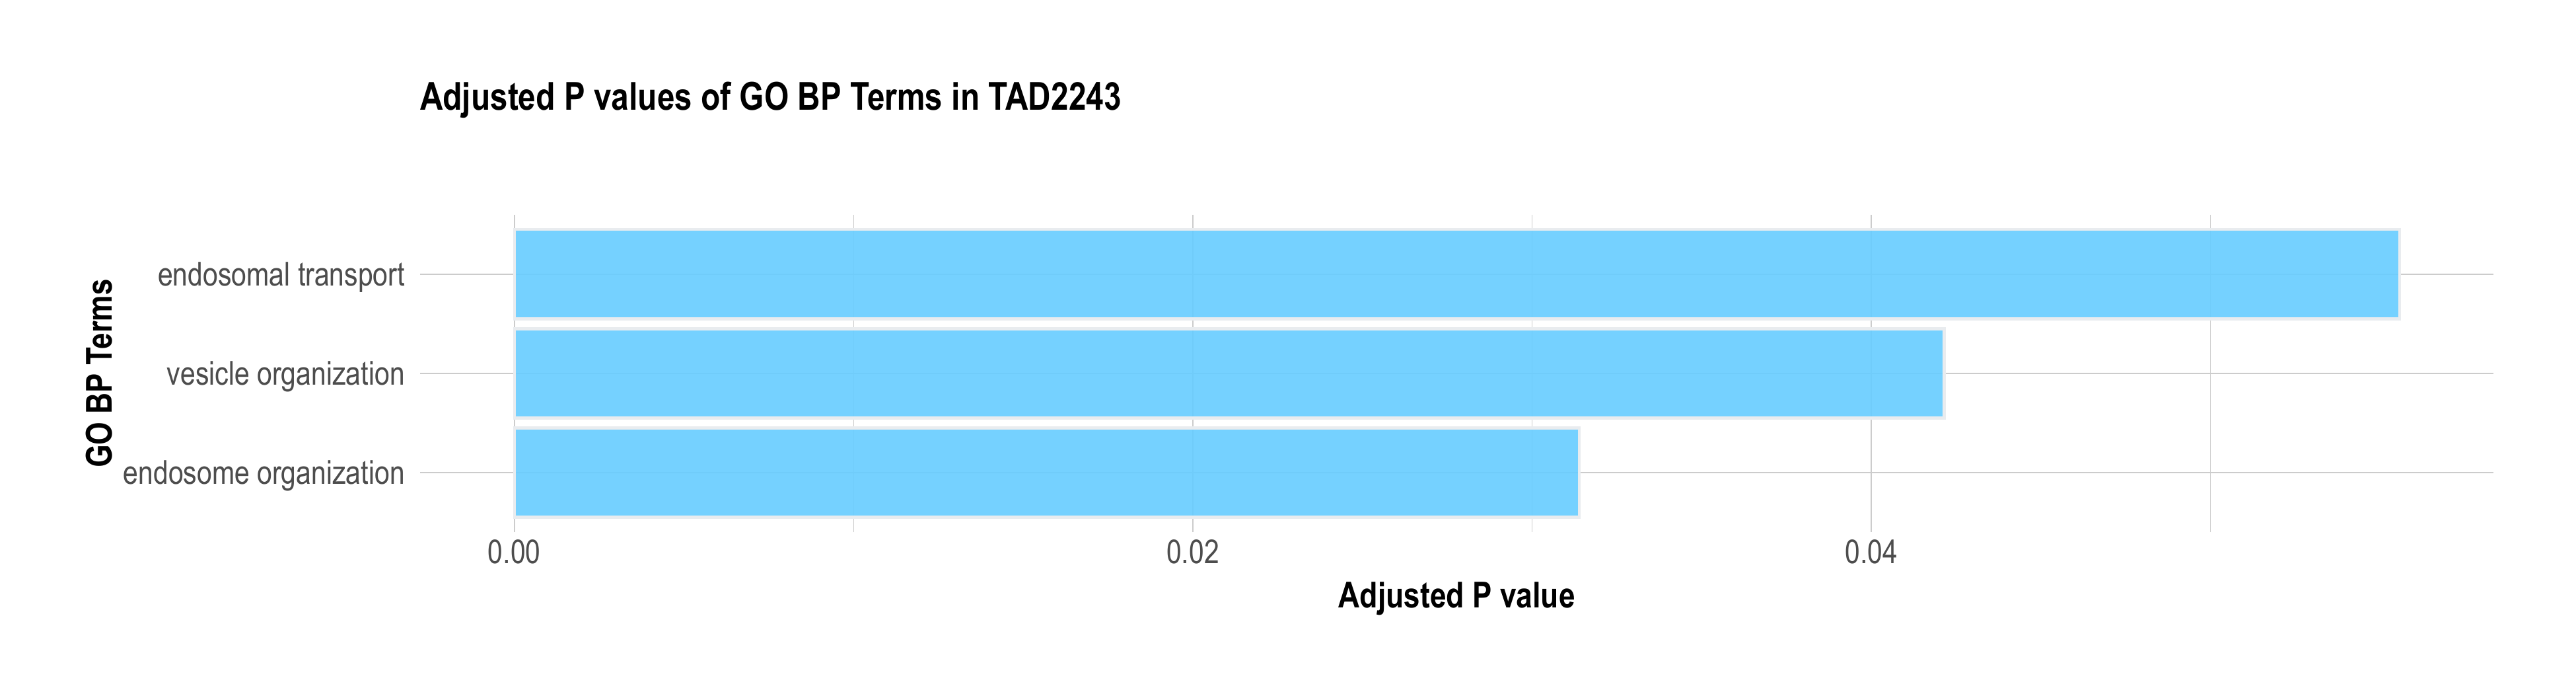 Adjusted P values of GO BP Terms in TAD2243
GO BP Terms
endosomal transport
vesicle organization
endosome organization
0.00
0.02
0.04
Adjusted P value